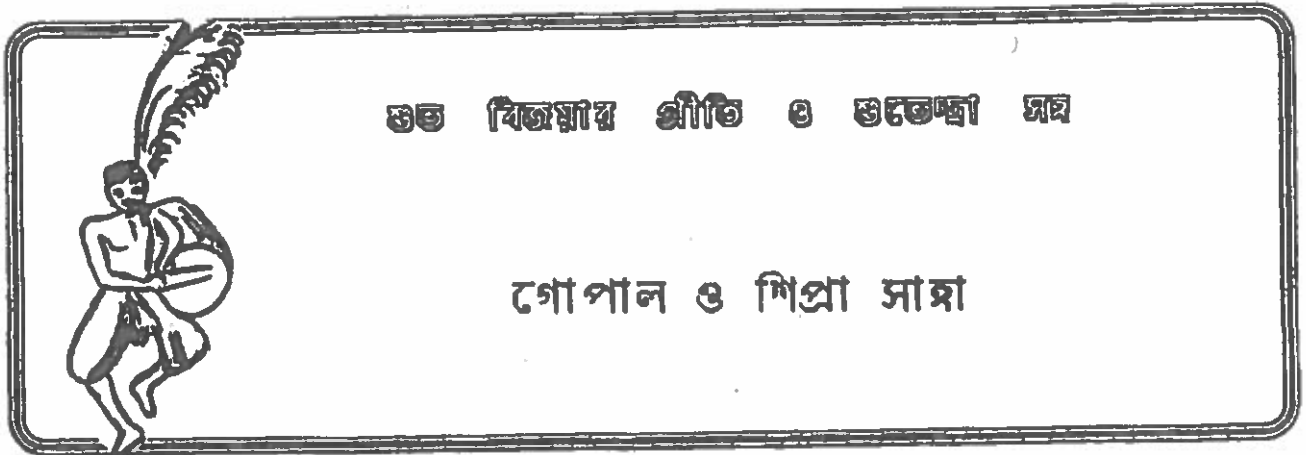 শুভ বিজয়ার প্রীতি ও শুভেচ্ছা সহ
গোপাল ও শিপ্রা সাহা